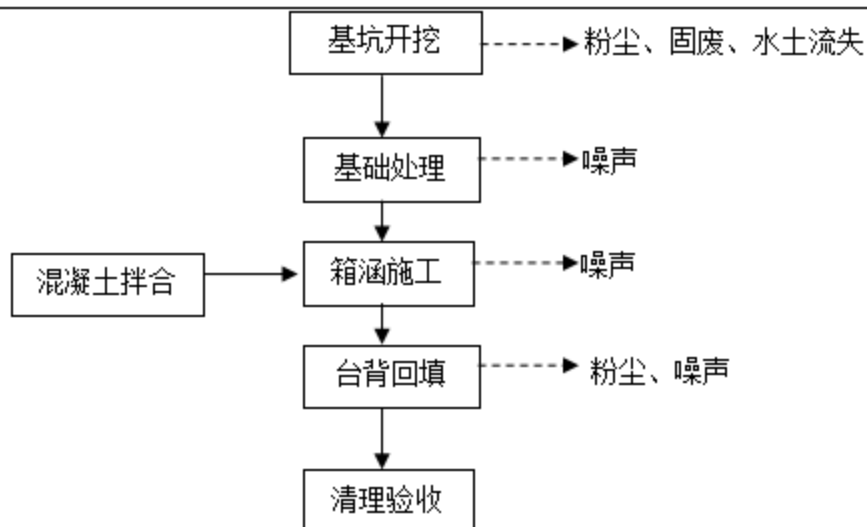 基坑开挖
粉尘、固废、水土流失
基础处理
噪声
箱涵施工
噪声
混凝土拌合
台背回填
粉尘、噪声
清理验收